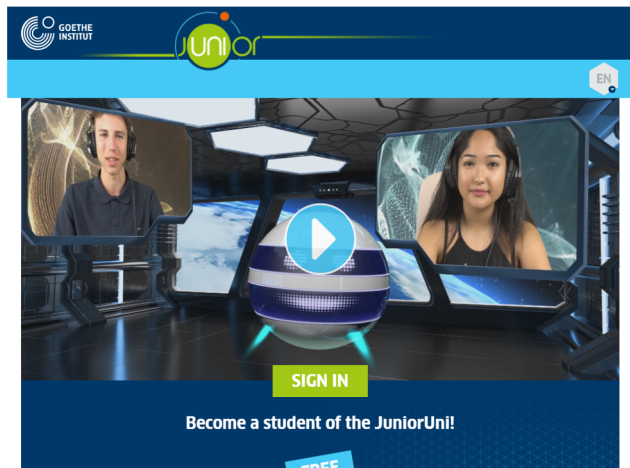 GOETHE
INSTITUT
JUNIOR
EN
SIGN IN
Become a student of the JuniorUni!
FREE